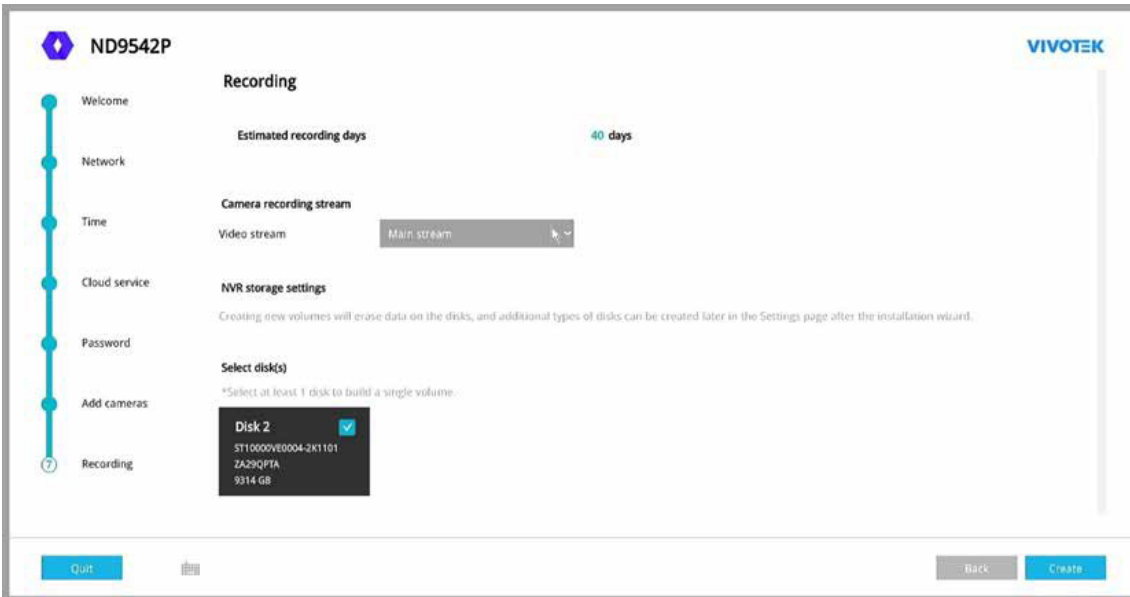 ND9542P
VIVOTEK
Welcome
Network
Time
Cloud service
Password
Add cameras
7
Recording
Recording
Estimated recording days
40 days
Camera recording stream
Video stream
Main stream
NVR storage settings
Creating new volumes will erase data on the disks, and additional types of disks can be created later in the Settings page after the installation wizard.
Select disk(s)
*Select at least 1 disk to build a single volume.
Disk 2
ST10000VE0004-2K1101
ZA29QPTA
9314 GB
Quit
Back
Create